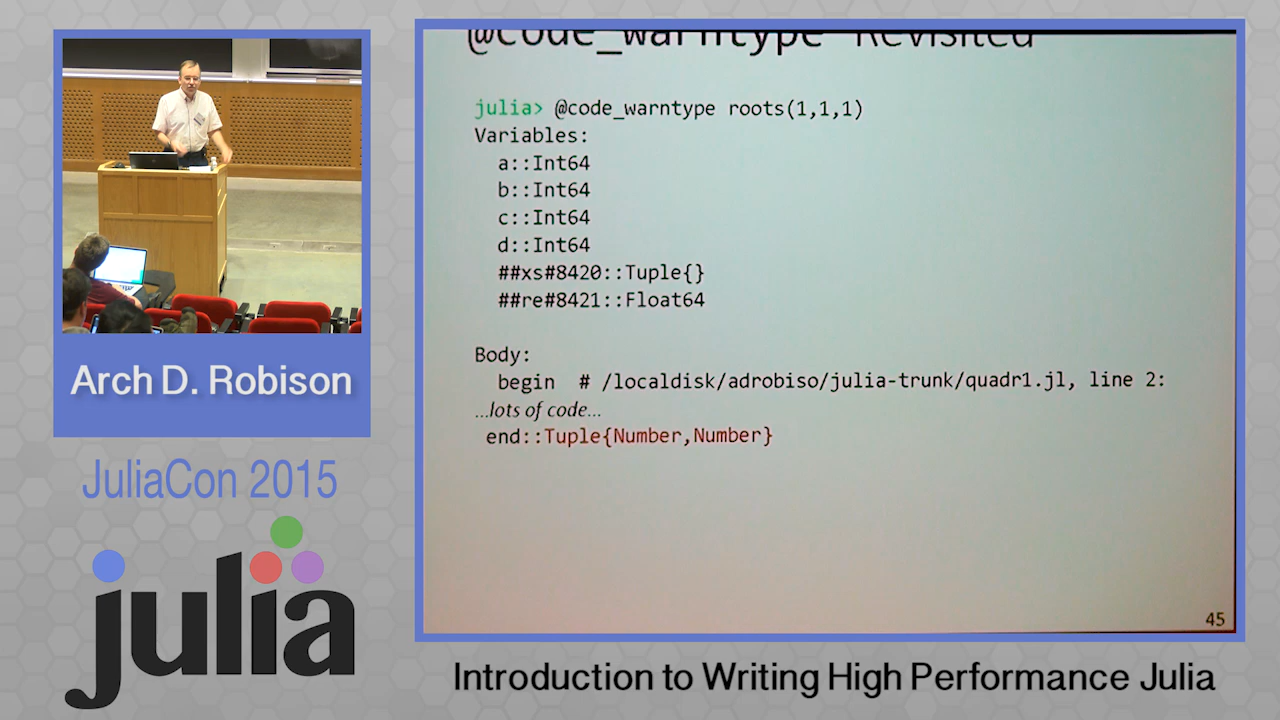 @code_warntype Revisited
julia> @code_warntype roots(1,1,1)
Variables:
a::Int64
b::Int64
c::Int64
d::Int64
##xs#8420::Tuple{}
##re#8421::Float64
Body:
begin # /localdisk/adrobiso/julia-trunk/quadr1.jl, line 2:
…lots of code…
end::Tuple{Number,Number}
45
Arch D. Robison
JuliaCon 2015
julia
Introduction to Writing High Performance Julia